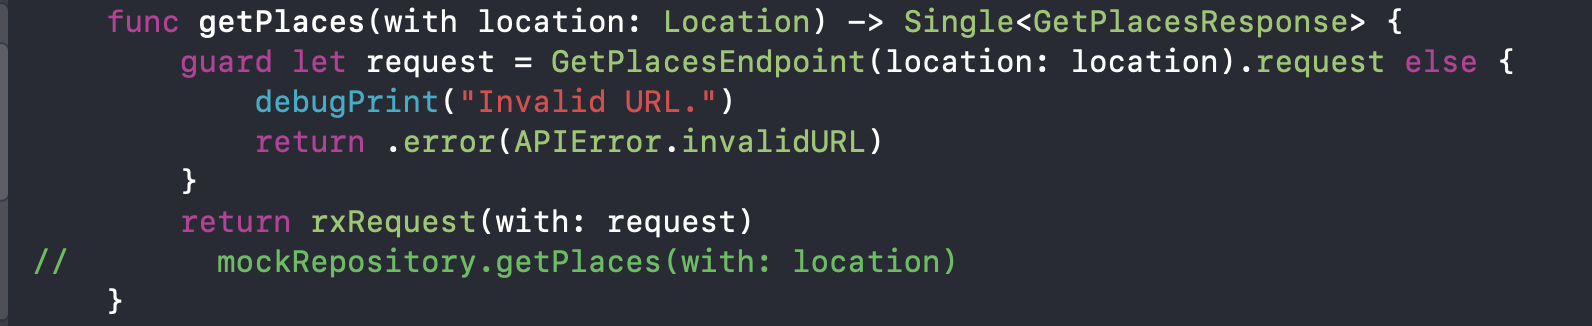 func getPlaces(with location: Location) -> Single<GetPlacesResponse> {
guard let request = GetPlacesEndpoint(location: location).request else {
debugPrint("Invalid URL.")
return .error(APIError.invalidURL)
}
return rxRequest(with: request)
// mockRepository.getPlaces(with: location)
}